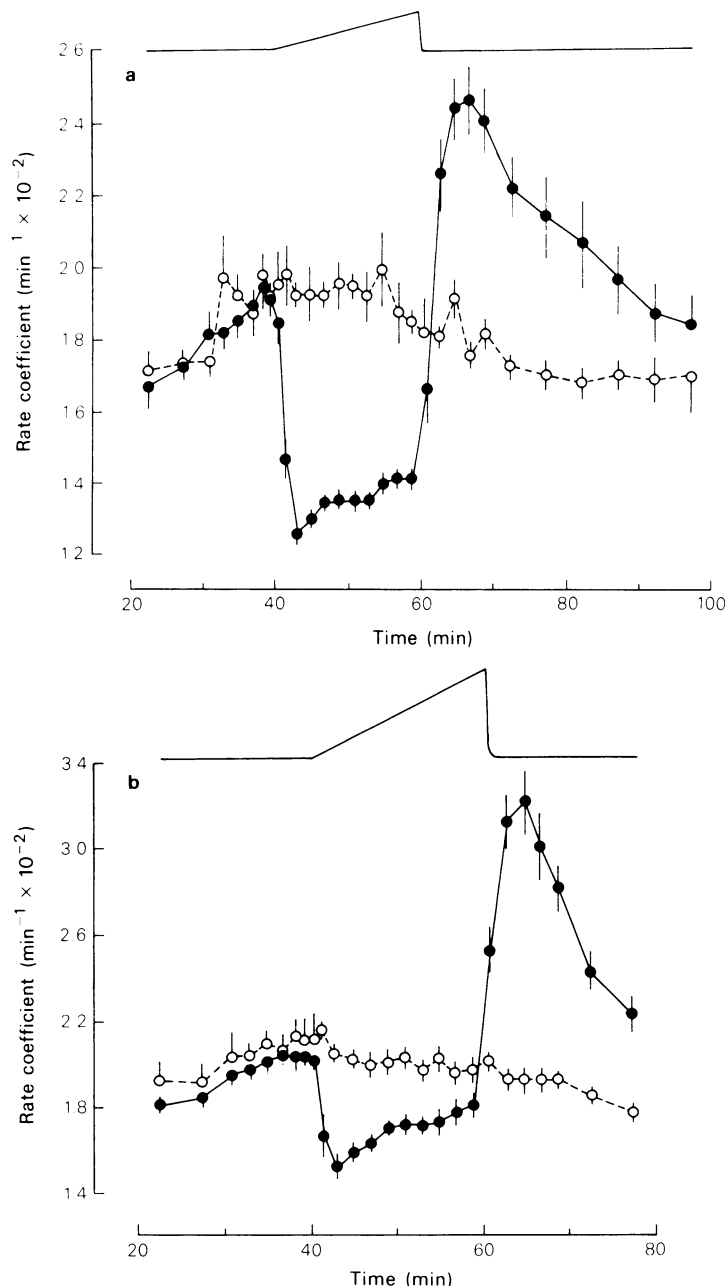 a
2 6
2 4
2 2
2 0
1 8
1 6
1 4
1 2
Rate coefficient (min ¹ × 10⁻²)
20 40 60 80 100
Time (min)
b
3 4
3 0
2 6
2 2
1 8
1 4
Rate coefficient (min⁻¹ × 10⁻²)
20 40 60 80
Time (min)